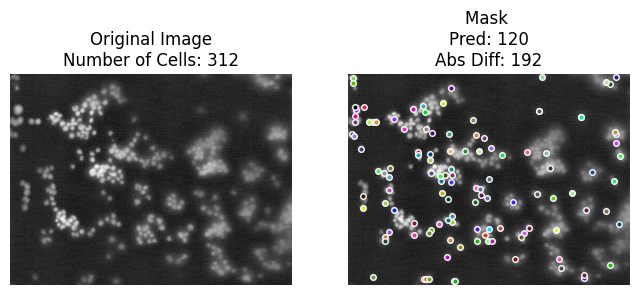 Original Image
Number of Cells: 312
Mask
Pred: 120
Abs Diff: 192